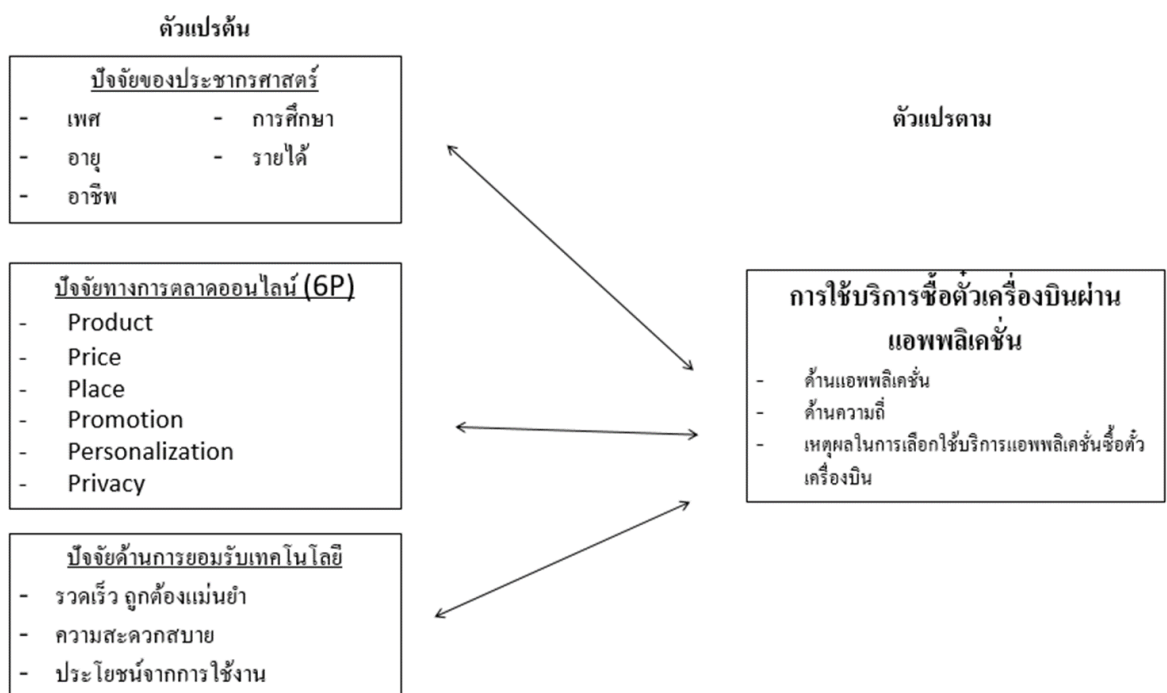 ตัวแปรต้น
ปัจจัยของประชากรศาสตร์
- เพศ - การศึกษา
- อายุ - รายได้
- อาชีพ
ปัจจัยทางการตลาดออนไลน์ (6P)
- Product
- Price
- Place
- Promotion
- Personalization
- Privacy
ปัจจัยด้านการยอมรับเทคโนโลยี
- รวดเร็ว ถูกต้องแม่นยำ
- ความสะดวกสบาย
- ประโยชน์จากการใช้งาน
ตัวแปรตาม
การใช้บริการซื้อตั๋วเครื่องบินผ่าน
แอพพลิเคชั่น
- ด้านแอพพลิเคชั่น
- ด้านความถี่
- เหตุผลในการเลือกใช้บริการแอพพลิเคชั่นซื้อตั๋ว
เครื่องบิน